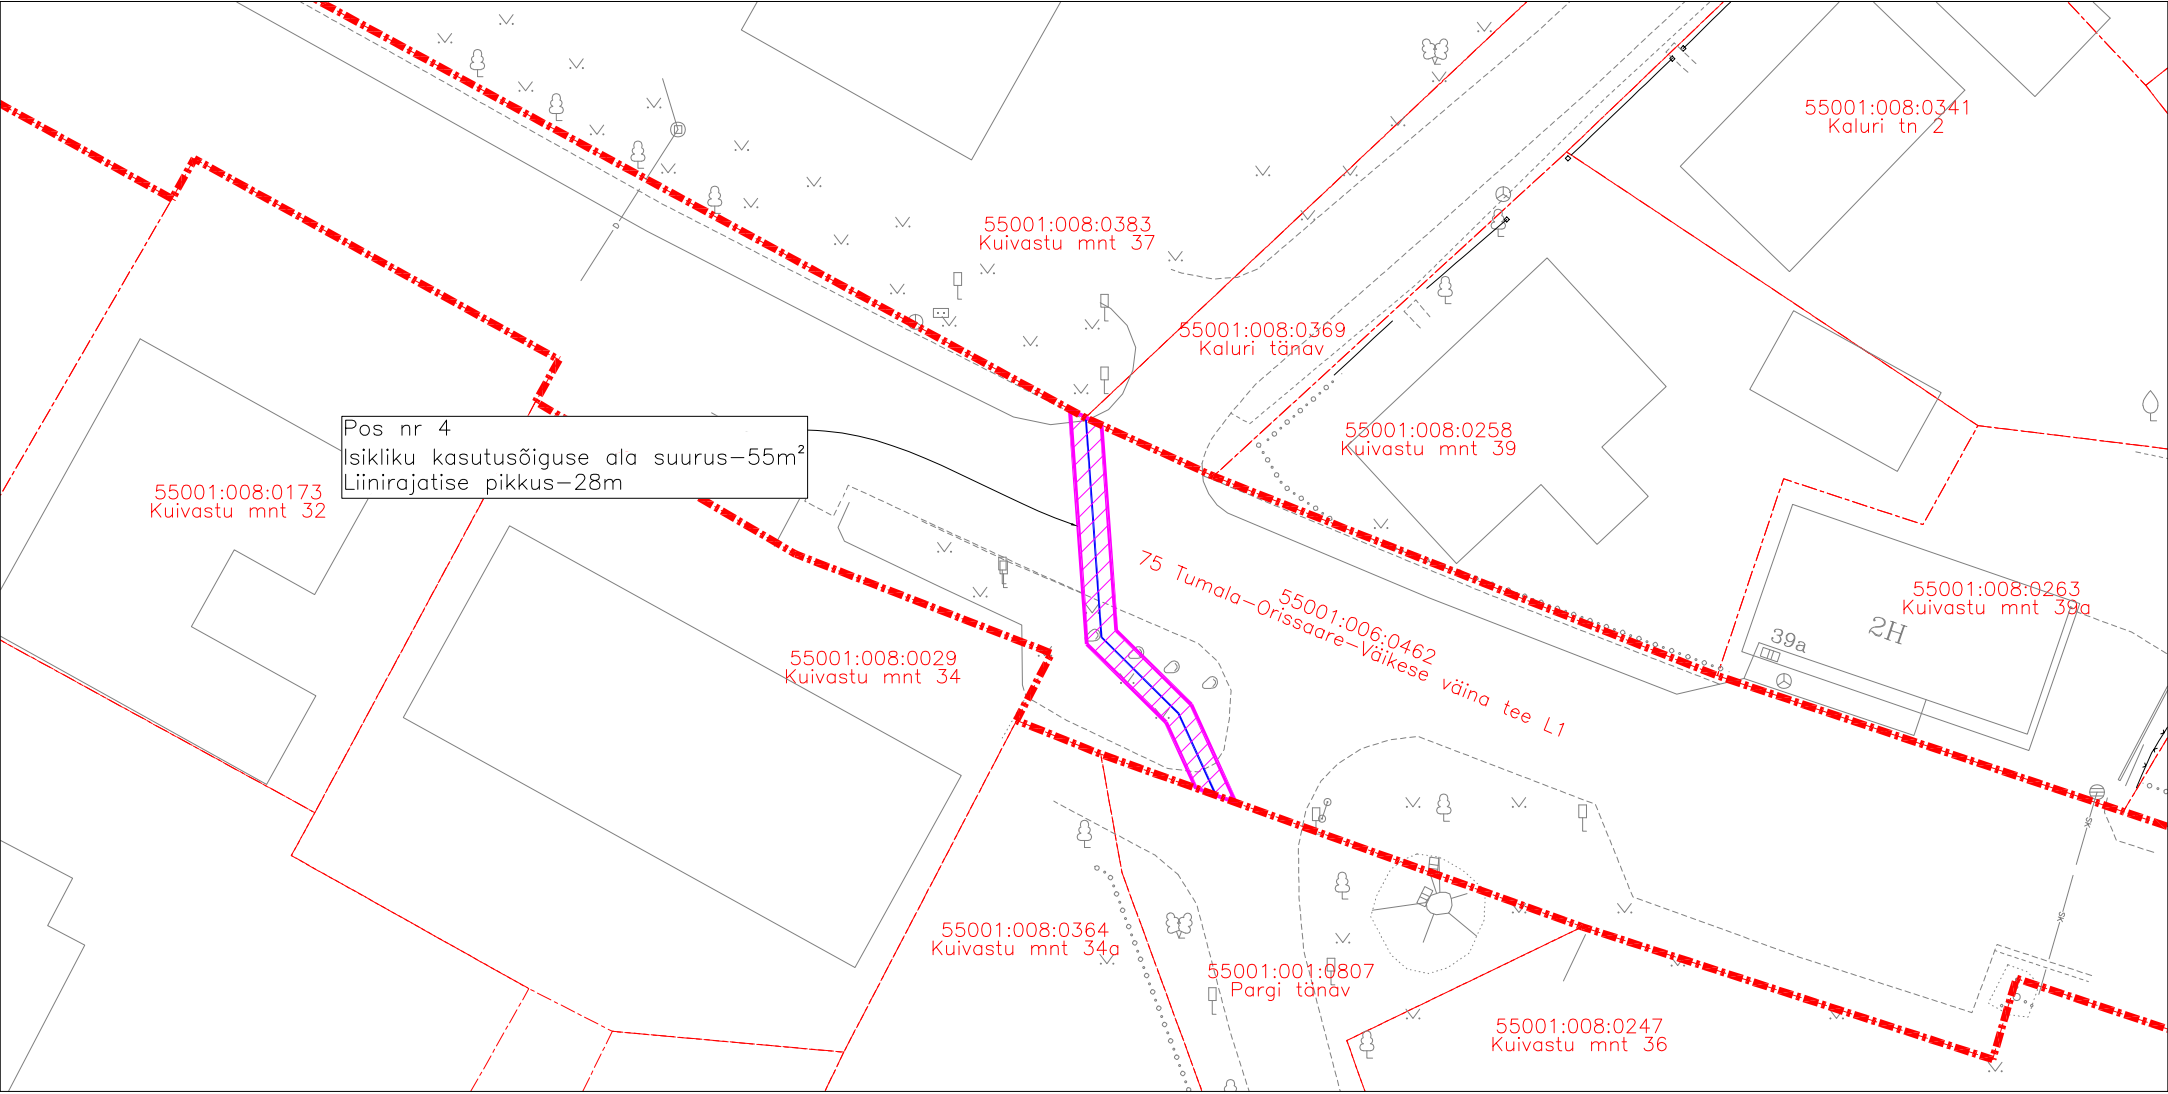 55001:008:0341
Kaluri tn 2
55001:008:0383
Kuivastu mnt 37
55001:008:0369
Kaluri tänav
55001:008:0258
Kuivastu mnt 39
Pos nr 4
Isikliku kasutusõiguse ala suurus-55m²
Liinirajatise pikkus-28m
55001:008:0173
Kuivastu mnt 32
55001:006:0462
75 Tumala-Orissaare-Väikese väina tee L1
55001:008:0263
Kuivastu mnt 39a
2H
39a
55001:008:0029
Kuivastu mnt 34
55001:008:0364
Kuivastu mnt 34a
55001:001:0807
Pargi tänav
55001:008:0247
Kuivastu mnt 36